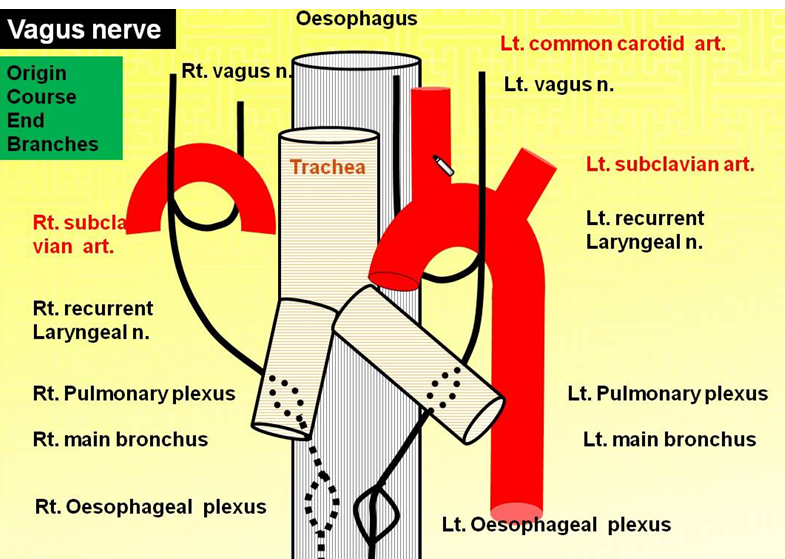 Vagus nerve
Oesophagus
Lt. common carotid art.
Origin
Course
End
Branches
Rt. vagus n.
Lt. vagus n.
Trachea
Lt. subclavian art.
Rt. subcla
vian art.
Lt. recurrent
Laryngeal n.
Rt. recurrent
Laryngeal n.
Rt. Pulmonary plexus
Lt. Pulmonary plexus
Rt. main bronchus
Lt. main bronchus
Rt. Oesophageal plexus
Lt. Oesophageal plexus